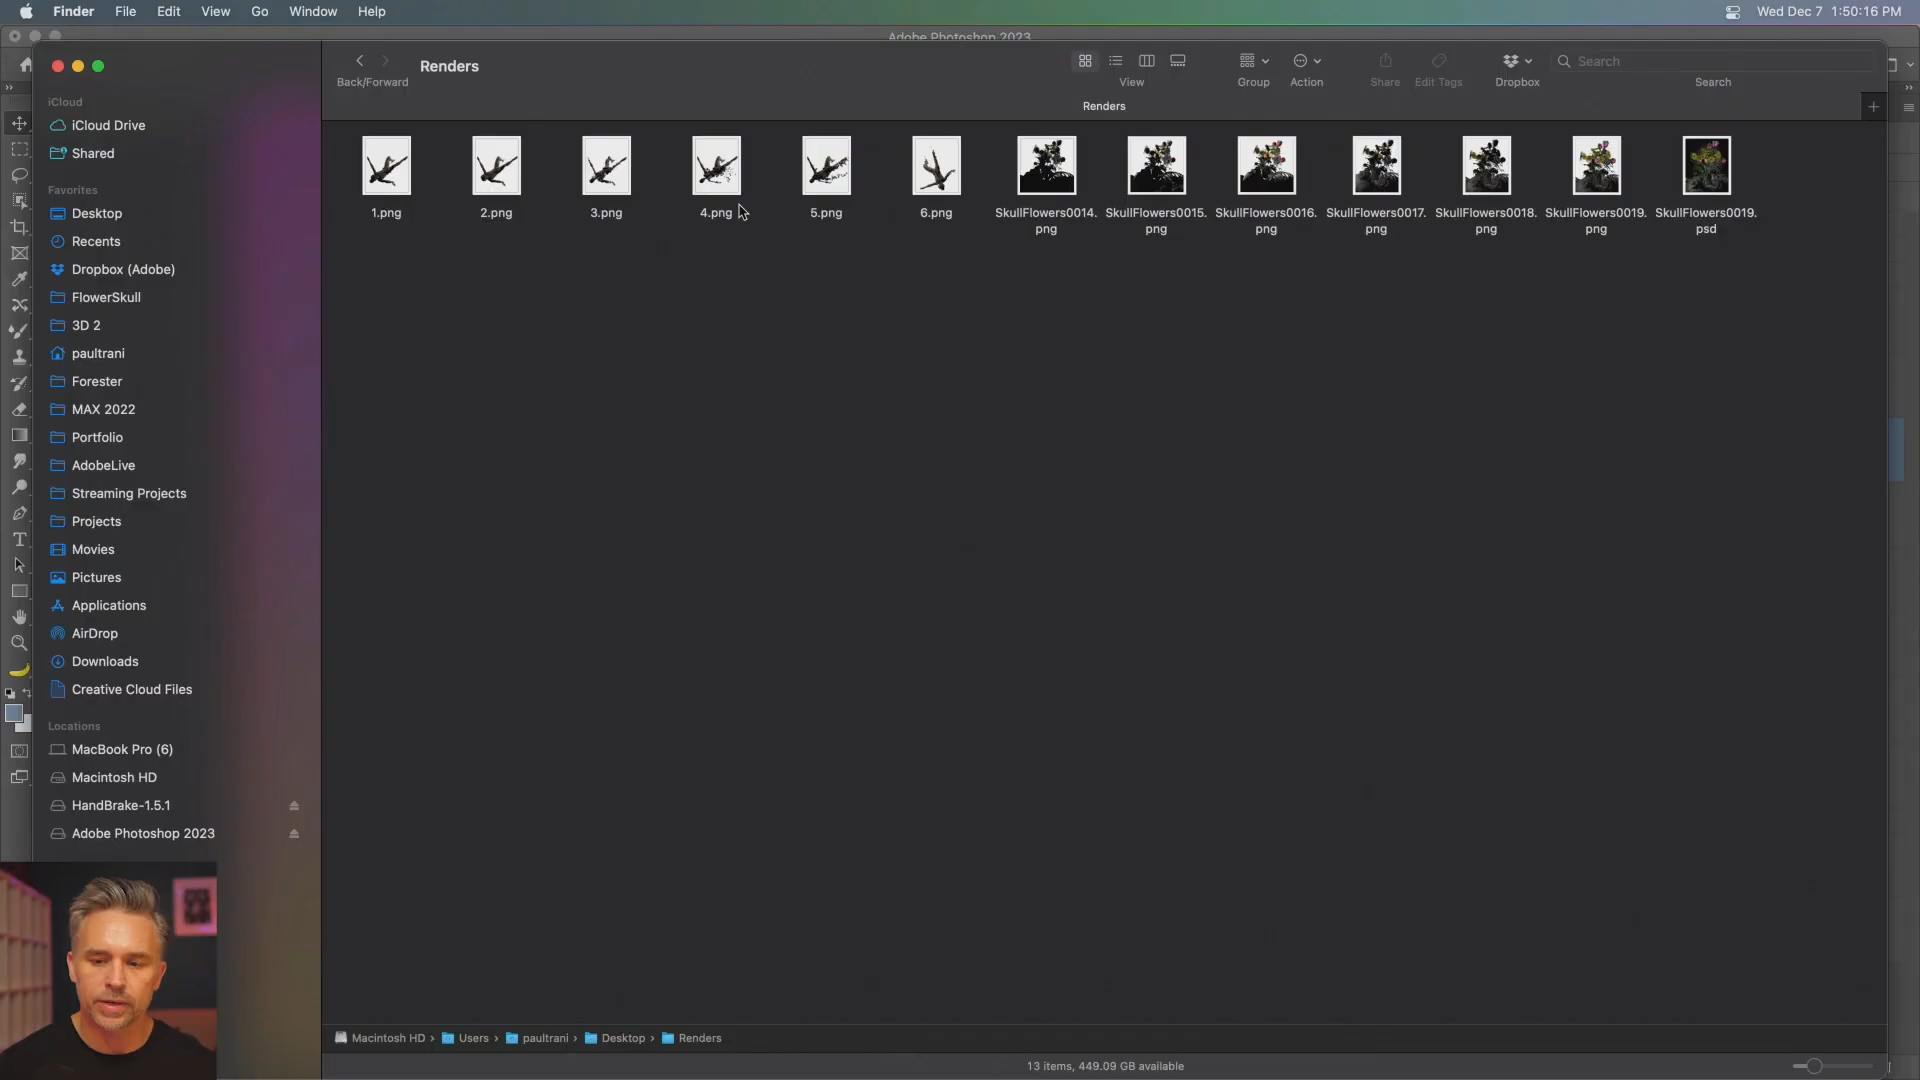 Finder File Edit View Go Window Help
Wed Dec 7 1:50:16 PM
Adobe Photoshop 2023
Renders
Back/Forward
View
Group
Action
Share
Edit Tags
Dropbox
Search
Search
Renders
iCloud
iCloud Drive
Shared
Favorites
Desktop
Recents
Dropbox (Adobe)
FlowerSkull
3D 2
paultrani
Forester
MAX 2022
Portfolio
AdobeLive
Streaming Projects
Projects
Movies
Pictures
Applications
AirDrop
Downloads
Creative Cloud Files
Locations
MacBook Pro (6)
Macintosh HD
HandBrake-1.5.1
Adobe Photoshop 2023
1.png
2.png
3.png
4.png
5.png
6.png
SkullFlowers0014.
png
SkullFlowers0015.
png
SkullFlowers0016.
png
SkullFlowers0017.
png
SkullFlowers0018.
png
SkullFlowers0019.
png
SkullFlowers0019.
psd
Macintosh HD › Users › paultrani › Desktop › Renders
13 items, 449.09 GB available